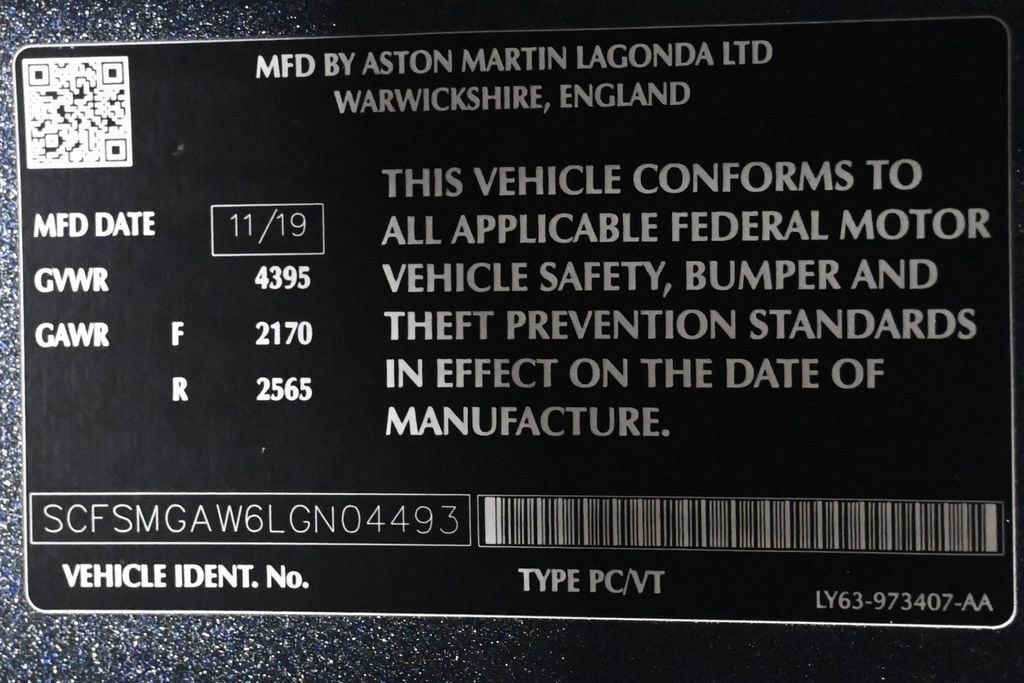 MFD BY ASTON MARTIN LAGONDA LTD
WARWICKSHIRE, ENGLAND
MFD DATE 11/19
GVWR 4395
GAWR F 2170
R 2565
THIS VEHICLE CONFORMS TO
ALL APPLICABLE FEDERAL MOTOR
VEHICLE SAFETY, BUMPER AND
THEFT PREVENTION STANDARDS
IN EFFECT ON THE DATE OF
MANUFACTURE.
SCFSMGAW6LGN04493
VEHICLE IDENT. No.
TYPE PC/VT
LY63-973407-AA